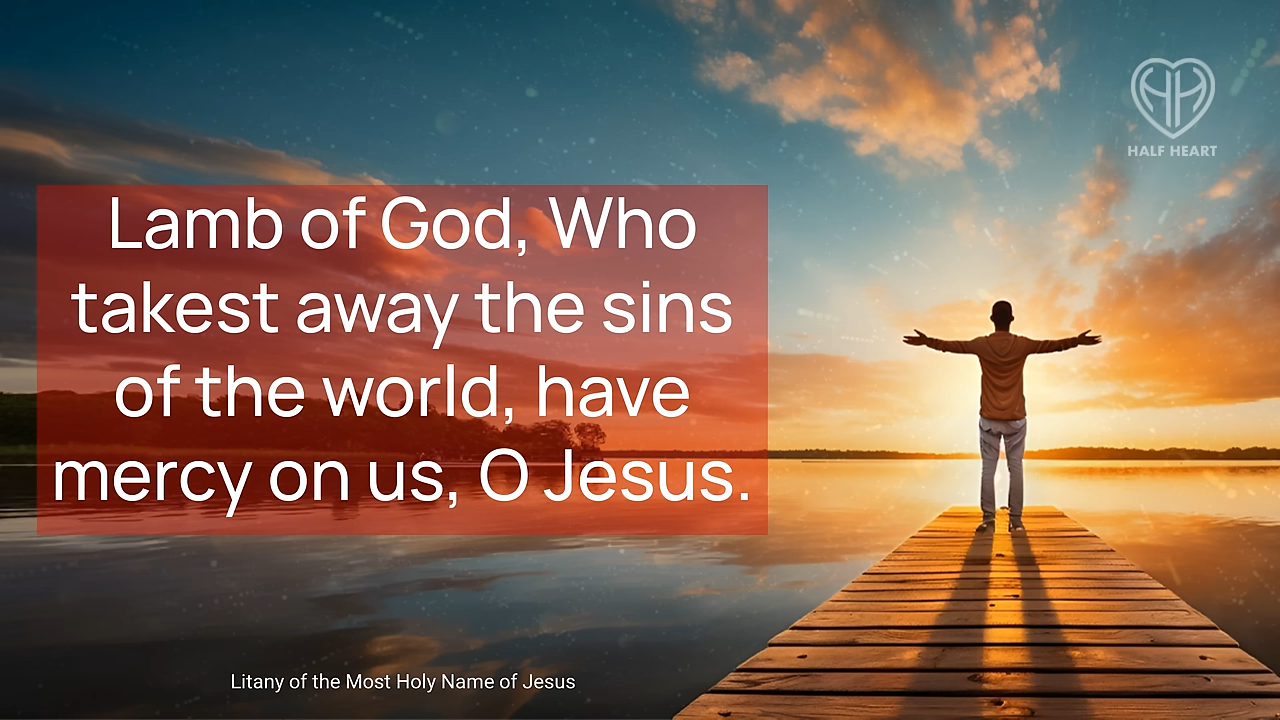 HALF HEART
Lamb of God, Who
takest away the sins
of the world, have
mercy on us, O Jesus.
Litany of the Most Holy Name of Jesus